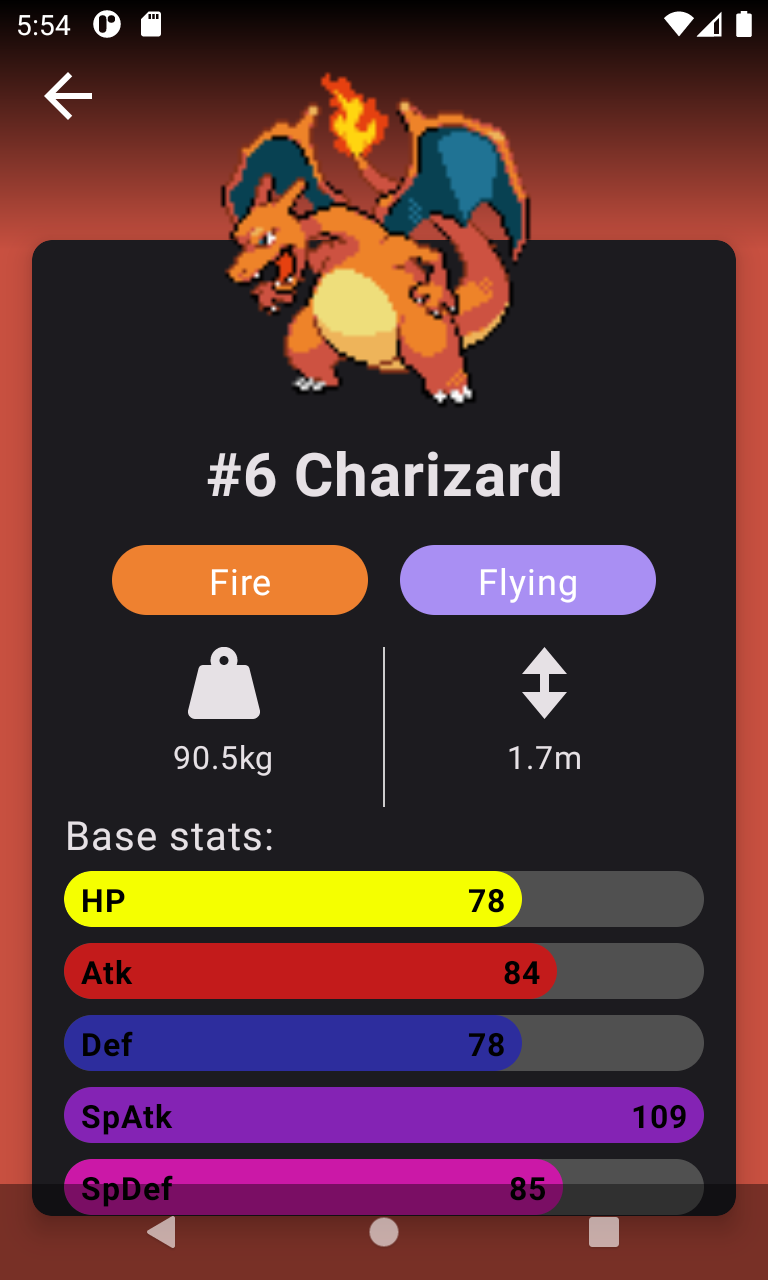 5:54
#6 Charizard
Fire Flying
90.5kg 1.7m
Base stats:
HP 78
Atk 84
Def 78
SpAtk 109
SpDef 85